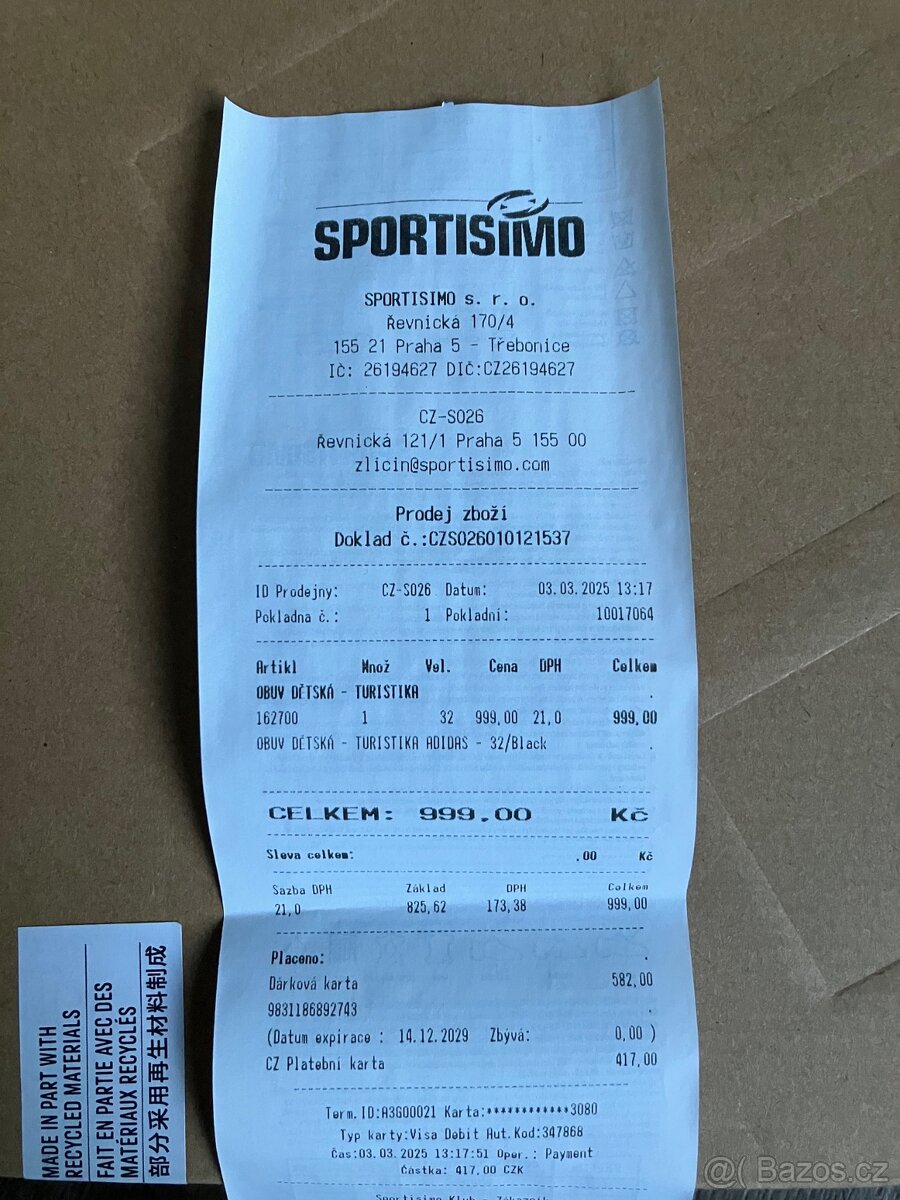 SPORTISIMO
SPORTISIMO s. r. o.
Řevnická 170/4
155 21 Praha 5 - Třebonice
IČ: 26194627 DIČ:CZ26194627
CZ-S026
Řevnická 121/1 Praha 5 155 00
zlicin@sportisimo.com
Prodej zboží
Doklad č.:CZS026010121537
ID Prodejny: CZ-S026 Datum: 03.03.2025 13:17
Pokladna č.: 1 Pokladní: 10017064
Artikl Množ Vel. Cena DPH Celkem
OBUV DĚTSKÁ - TURISTIKA .
162700 1 32 999,00 21,0 999,00
OBUV DĚTSKÁ - TURISTIKA ADIDAS - 32/Black .
CELKEM: 999,00 Kč
Sleva celkem: .00 Kč
Sazba DPH Základ DPH Celkem
21,0 825,62 173,38 999,00
Placeno: .
Dárková karta 582,00
9831186892743 .
(Datum expirace : 14.12.2029 Zbývá: 0,00 )
CZ Platební karta 417,00
Term.ID:A3G00021 Karta:************3080
Typ karty:Visa Debit Aut.Kod:347868
Čas:03.03.2025 13:17:51 Oper.: Payment
Částka: 417.00 CZK
Sportisimo Klub - Zákazník
MADE IN PART WITH
RECYCLED MATERIALS
FAIT EN PARTIE AVEC DES
MATÉRIAUX RECYCLÉS
部分采用再生材料制成
@( Bazos.cz